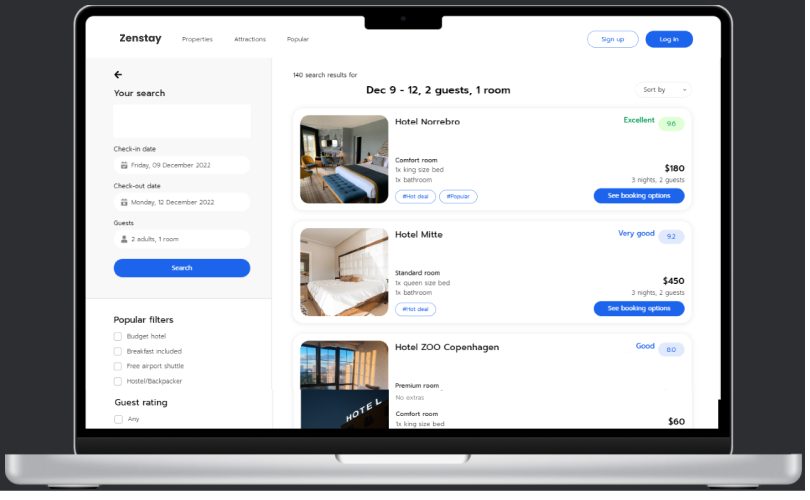 Zenstay
Properties
Attractions
Popular
Sign up
Log in
Your search
Check-in date
Friday, 09 December 2022
Check-out date
Monday, 12 December 2022
Guests
2 adults, 1 room
Search
Popular filters
Budget hotel
Breakfast included
Free airport shuttle
Hostel/Backpacker
Guest rating
Any
140 search results for
Dec 9 - 12, 2 guests, 1 room
Sort by
Hotel Norrebro
Excellent 9.6
Comfort room
1x king size bed
1x bathroom
#Hot deal #Popular
$180
3 nights, 2 guests
See booking options
Hotel Mitte
Very good 9.2
Standard room
1x queen size bed
1x bathroom
#Hot deal
$450
3 nights, 2 guests
See booking options
Hotel ZOO Copenhagen
Good 8.0
HOTEL
Premium room
No extras
Comfort room
1x king size bed
$60